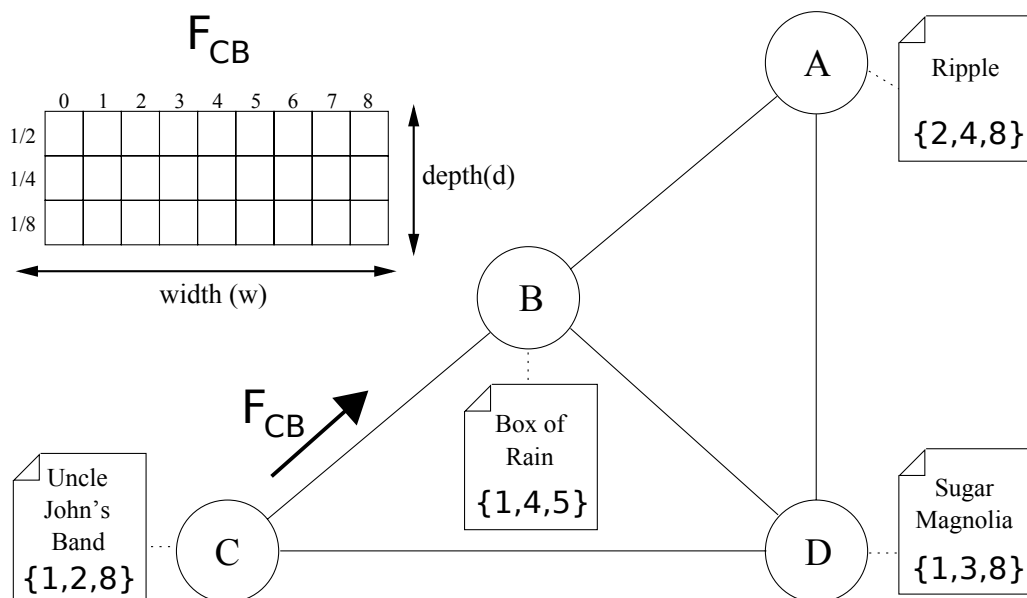 F_CB
0 1 2 3 4 5 6 7 8
1/2
1/4
1/8
depth(d)
width (w)
A
Ripple
{2,4,8}
B
Box of
Rain
{1,4,5}
F_CB
Uncle
John's
Band
{1,2,8}
C
D
Sugar
Magnolia
{1,3,8}